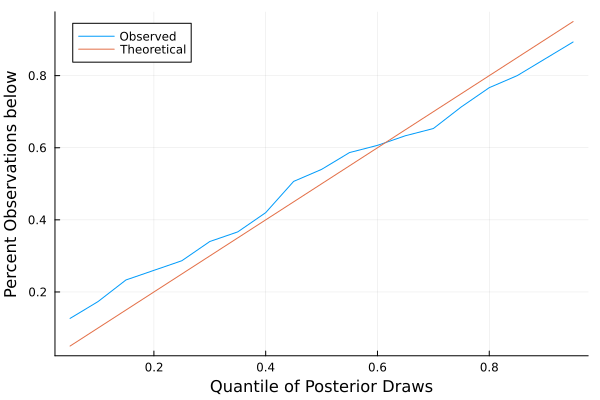 Observed
Theoretical
Percent Observations below
0.8
0.6
0.4
0.2
0.2
0.4
0.6
0.8
Quantile of Posterior Draws